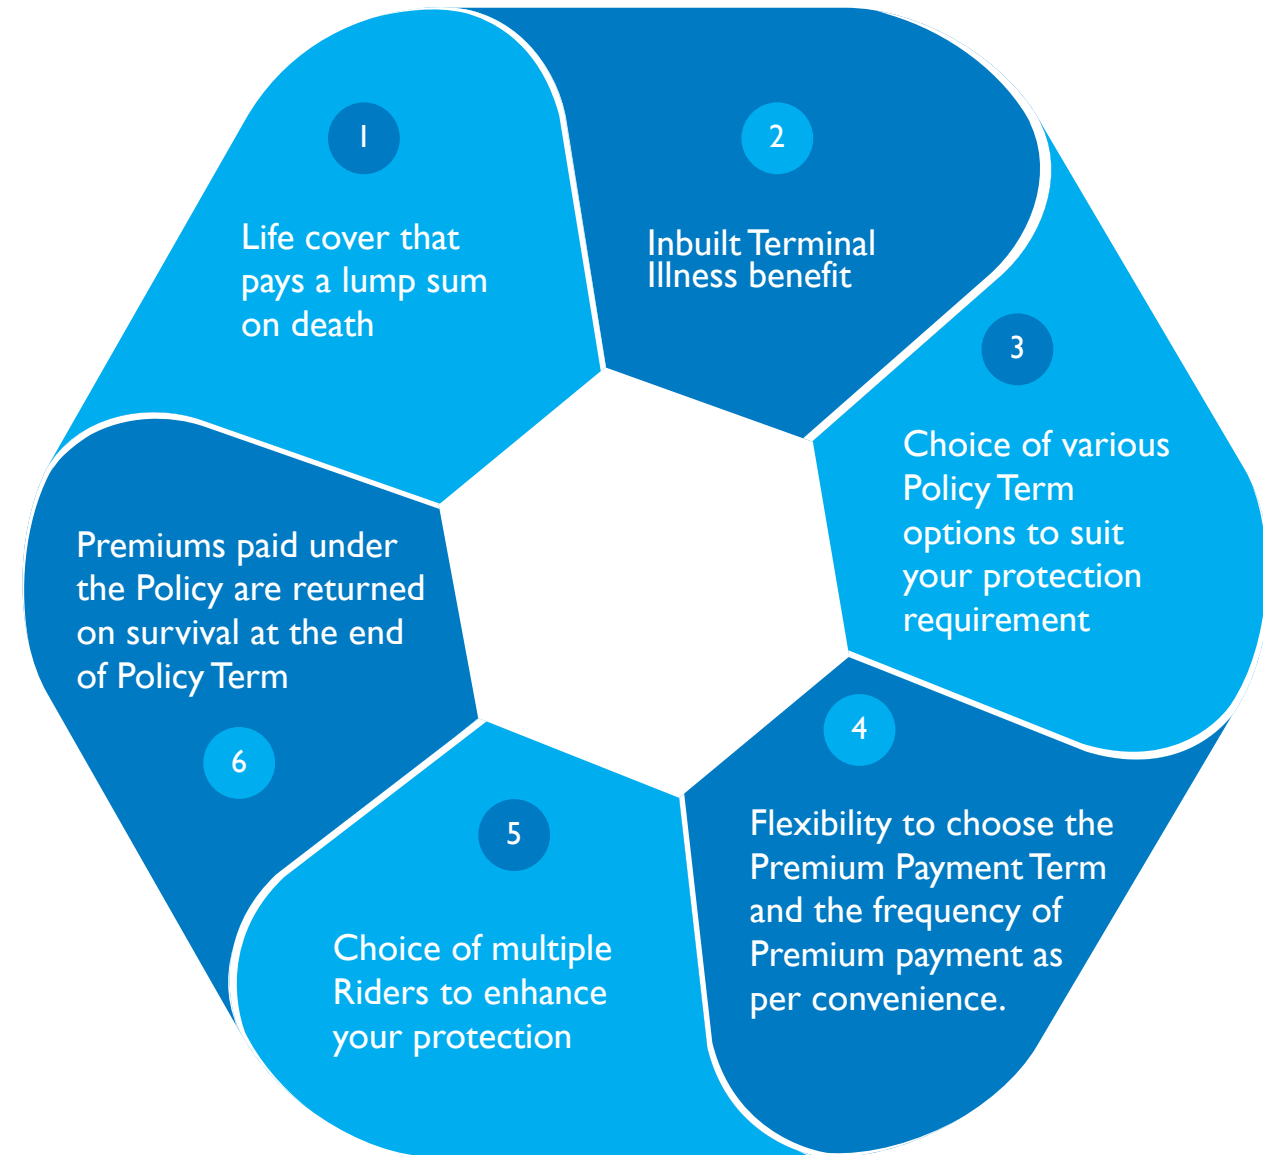 1
Life cover that
pays a lump sum
on death
2
Inbuilt Terminal
Illness benefit
3
Choice of various
Policy Term
options to suit
your protection
requirement
4
Flexibility to choose the
Premium Payment Term
and the frequency of
Premium payment as
per convenience.
5
Choice of multiple
Riders to enhance
your protection
Premiums paid under
the Policy are returned
on survival at the end
of Policy Term
6